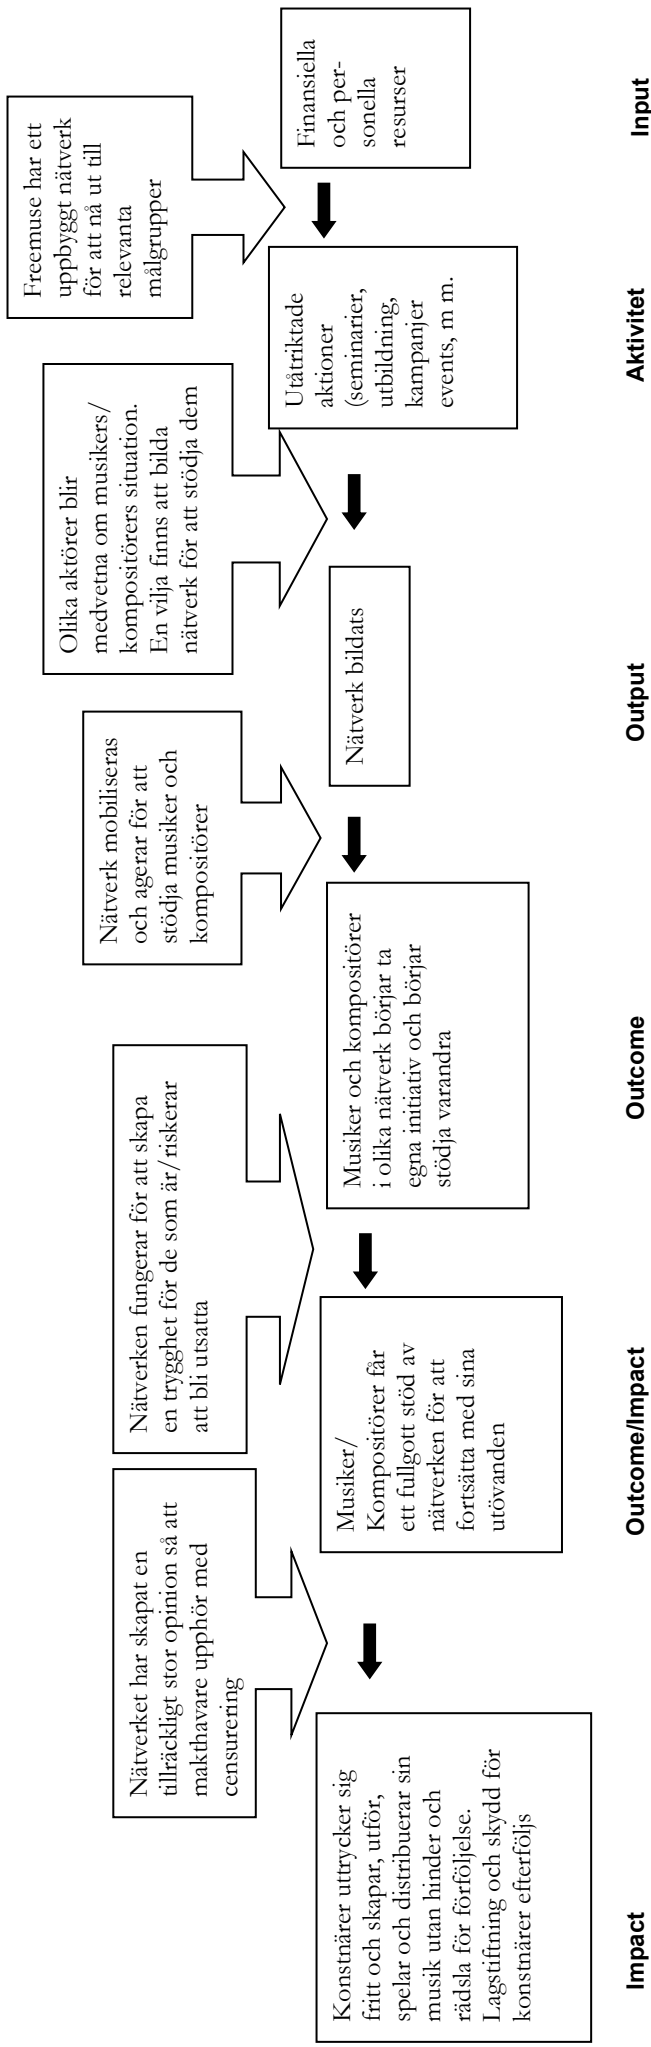 Nätverket har skapat en
tillräckligt stor opinion så att
makthavare upphör med
censurering
Nätverken fungerar för att skapa
en trygghet för de som är/riskerar
att bli utsatta
Nätverk mobiliseras
och agerar för att
stödja musiker och
kompositörer
Olika aktörer blir
medvetna om musikers/
kompositörers situation.
En vilja finns att bilda
nätverk för att stödja dem
Freemuse har ett
uppbyggt nätverk
för att nå ut till
relevanta
målgrupper
Konstnärer uttrycker sig
fritt och skapar, utför,
spelar och distribuerar sin
musik utan hinder och
rädsla för förföljelse.
Lagstiftning och skydd för
konstnärer efterföljs
Musiker/
Kompositörer får
ett fullgott stöd av
nätverken för att
fortsätta med sina
utövanden
Musiker och kompositörer
i olika nätverk börjar ta
egna initiativ och börjar
stödja varandra
Nätverk bildats
Utåtriktade
aktioner
(seminarier,
utbildning,
kampanjer
events, m m.
Finansiella
och per-
sonella
resurser
Impact
Outcome/Impact
Outcome
Output
Aktivitet
Input